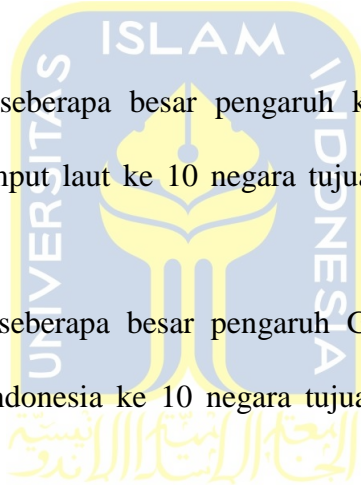 ISLAM
UNIVERSITAS
INDONESIA
seberapa besar pengaruh k
nput laut ke 10 negara tujua
seberapa besar pengaruh
ndonesia ke 10 negara tujua